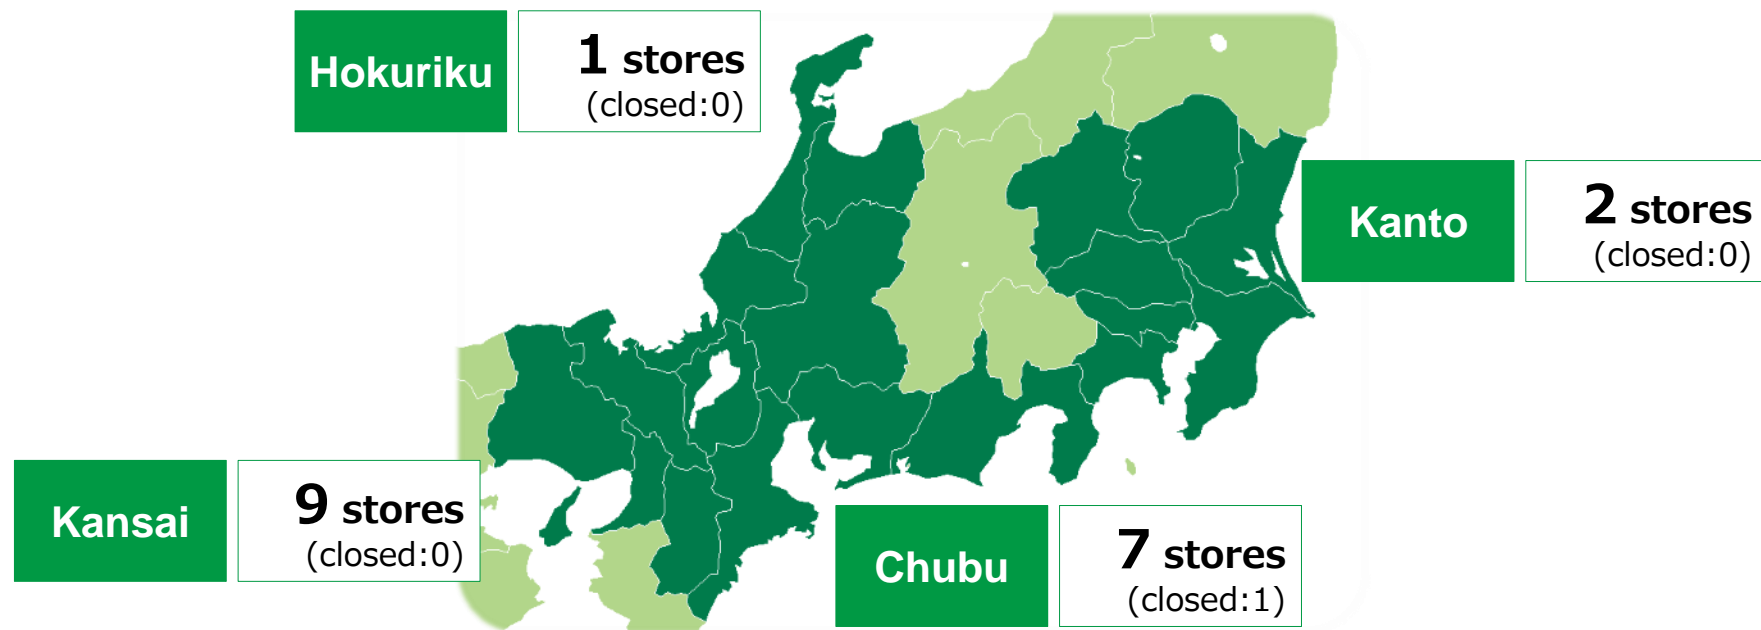 Hokuriku
1 stores
(closed:0)
Kanto
2 stores
(closed:0)
Kansai
9 stores
(closed:0)
Chubu
7 stores
(closed:1)